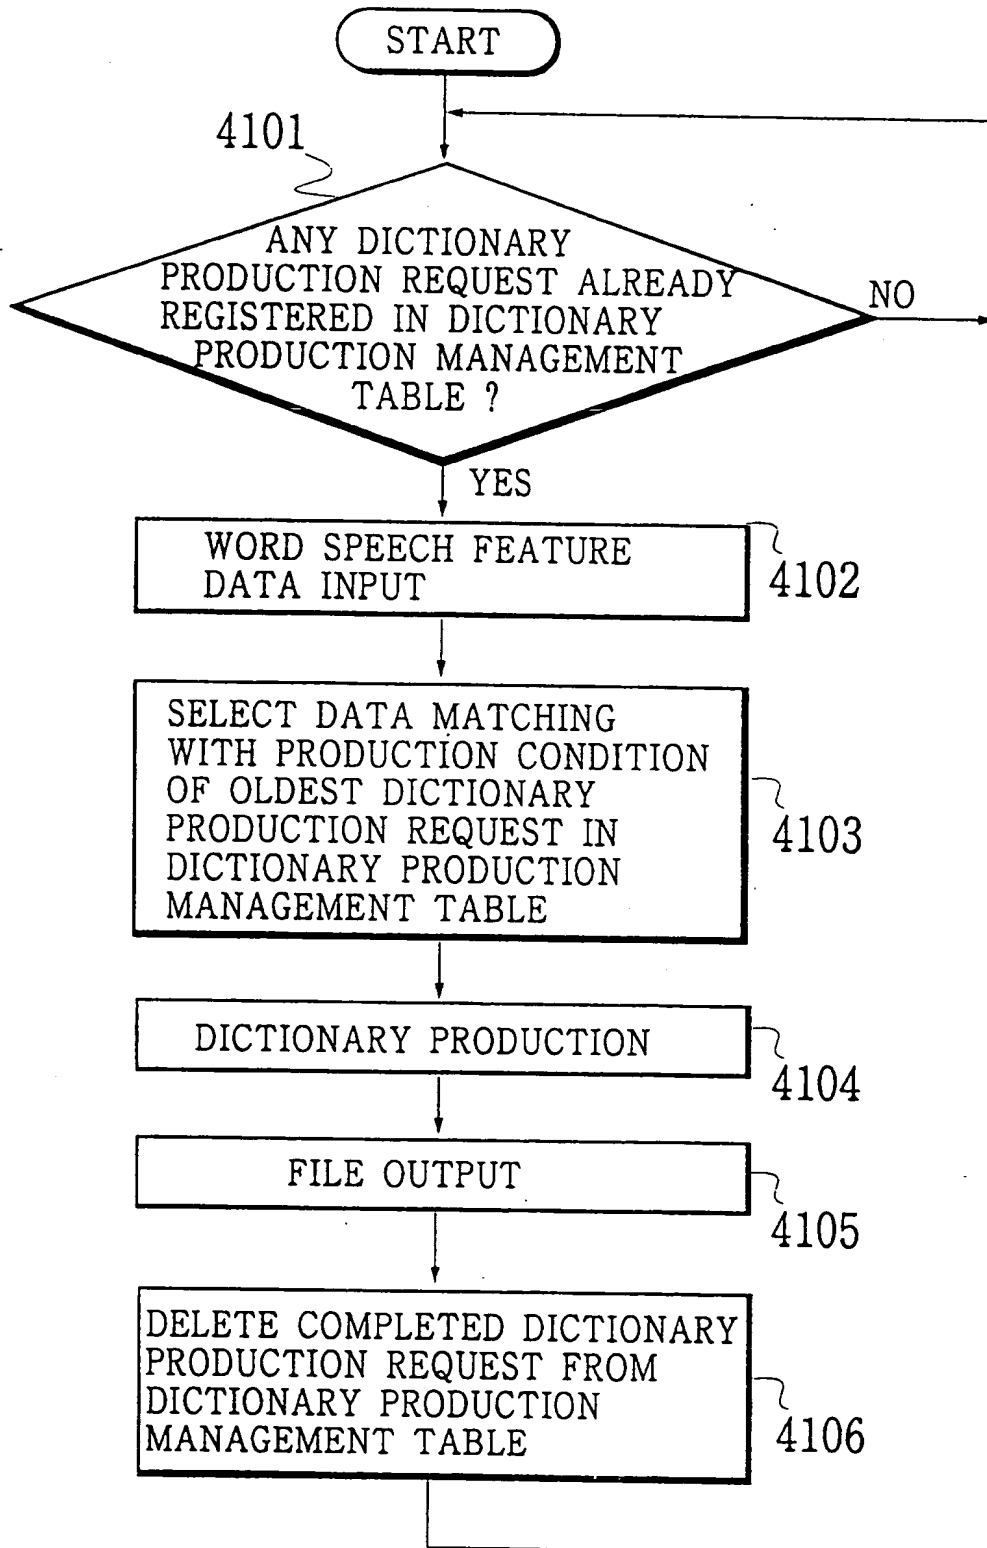 START
4101
ANY DICTIONARY
PRODUCTION REQUEST ALREADY
REGISTERED IN DICTIONARY
PRODUCTION MANAGEMENT
TABLE ?
NO
YES
WORD SPEECH FEATURE
DATA INPUT
4102
SELECT DATA MATCHING
WITH PRODUCTION CONDITION
OF OLDEST DICTIONARY
PRODUCTION REQUEST IN
DICTIONARY PRODUCTION
MANAGEMENT TABLE
4103
DICTIONARY PRODUCTION
4104
FILE OUTPUT
4105
DELETE COMPLETED DICTIONARY
PRODUCTION REQUEST FROM
DICTIONARY PRODUCTION
MANAGEMENT TABLE
4106